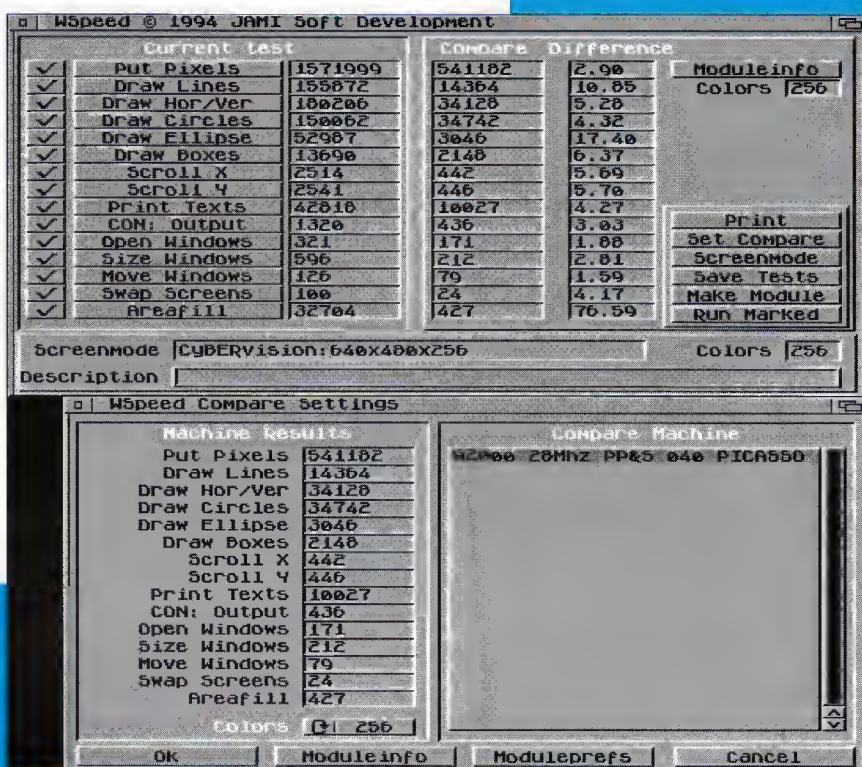 WSpeed © 1994 JAMI Soft Development
Current test Compare Difference
Put Pixels 1571999 541182 2.90 Moduleinfo
Draw Lines 155872 14364 10.85 Colors 256
Draw Hor/Ver 180206 34128 5.28
Draw Circles 150062 34742 4.32
Draw Ellipse 52987 3046 17.40
Draw Boxes 13690 2148 6.37
Scroll X 2514 442 5.69
Scroll Y 2541 446 5.70
Print Texts 42818 10027 4.27
CON: Output 1320 436 3.03 Print
Open Windows 321 171 1.88 Set Compare
Size Windows 596 212 2.81 Screenmode
Move Windows 126 79 1.59 Save Tests
Swap Screens 100 24 4.17 Make Module
Areafill 32704 427 76.59 Run Marked
Screenmode CYBERVision:640x480x256 Colors 256
Description
WSpeed Compare Settings
Machine Results Compare Machine
Put Pixels 541182 A2000 28Mhz PP&S 040 PICASSO
Draw Lines 14364
Draw Hor/Ver 34128
Draw Circles 34742
Draw Ellipse 3046
Draw Boxes 2148
Scroll X 442
Scroll Y 446
Print Texts 10027
CON: Output 436
Open Windows 171
Size Windows 212
Move Windows 79
Swap Screens 24
Areafill 427
Colors 256
Ok Moduleinfo Moduleprefs Cancel